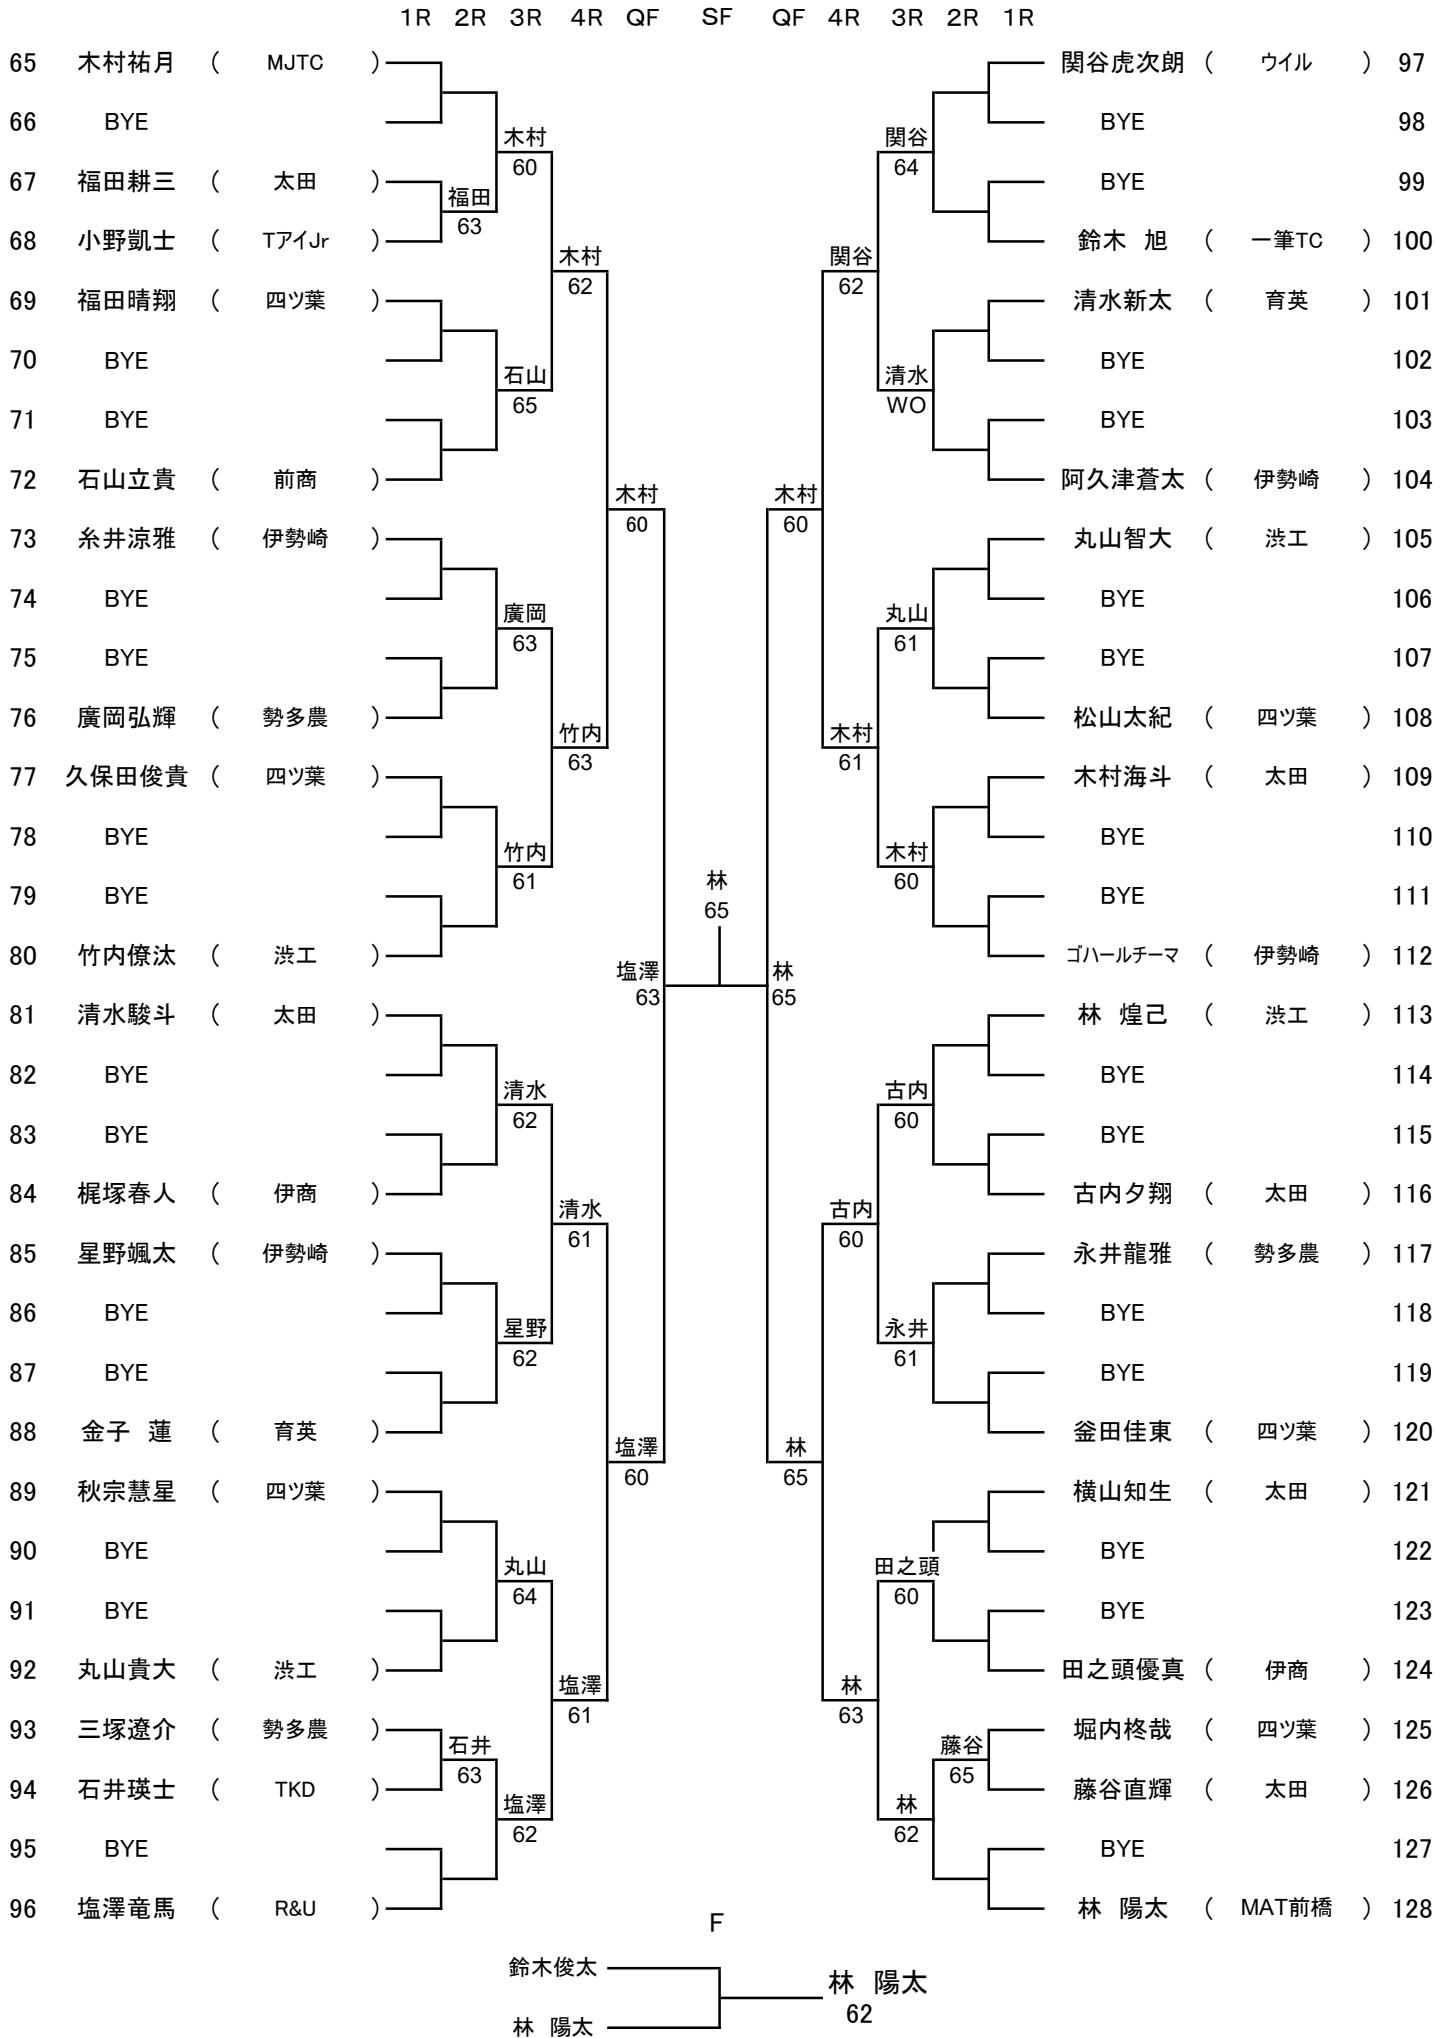 1R 2R 3R 4R QF SF QF 4R 3R 2R 1R
65 木村祐月 ( MJTC ) 関谷虎次朗 ( ウイル ) 97
66 BYE BYE 98
木村 関谷
60 64
67 福田耕三 ( 太田 ) BYE 99
福田
63
68 小野凱士 ( TアイJr ) 鈴木 旭 ( 一筆TC ) 100
木村 関谷
62 62
69 福田晴翔 ( 四ツ葉 ) 清水新太 ( 育英 ) 101
70 BYE BYE 102
石山 清水
65 WO
71 BYE BYE 103
72 石山立貴 ( 前商 ) 阿久津蒼太 ( 伊勢崎 ) 104
木村 木村
60 60
73 糸井涼雅 ( 伊勢崎 ) 丸山智大 ( 渋工 ) 105
74 BYE BYE 106
廣岡 丸山
63 61
75 BYE BYE 107
76 廣岡弘輝 ( 勢多農 ) 松山太紀 ( 四ツ葉 ) 108
竹内 木村
63 61
77 久保田俊貴 ( 四ツ葉 ) 木村海斗 ( 太田 ) 109
78 BYE BYE 110
竹内 木村
61 60
林
65
79 BYE BYE 111
80 竹内僚汰 ( 渋工 ) ゴハールチーマ ( 伊勢崎 ) 112
塩澤 林
63 65
81 清水駿斗 ( 太田 ) 林 煌己 ( 渋工 ) 113
82 BYE BYE 114
清水 古内
62 60
83 BYE BYE 115
84 梶塚春人 ( 伊商 ) 古内夕翔 ( 太田 ) 116
清水 古内
61 60
85 星野颯太 ( 伊勢崎 ) 永井龍雅 ( 勢多農 ) 117
86 BYE BYE 118
星野 永井
62 61
87 BYE BYE 119
88 金子 蓮 ( 育英 ) 釜田佳東 ( 四ツ葉 ) 120
塩澤 林
60 65
89 秋宗慧星 ( 四ツ葉 ) 横山知生 ( 太田 ) 121
90 BYE BYE 122
丸山 田之頭
64 60
91 BYE BYE 123
92 丸山貴大 ( 渋工 ) 田之頭優真 ( 伊商 ) 124
塩澤 林
61 63
93 三塚遼介 ( 勢多農 ) 堀内柊哉 ( 四ツ葉 ) 125
石井 藤谷
63 65
94 石井瑛士 ( TKD ) 藤谷直輝 ( 太田 ) 126
塩澤 林
62 62
95 BYE BYE 127
96 塩澤竜馬 ( R&U ) 林 陽太 ( MAT前橋 ) 128
F
鈴木俊太
林 陽太
62
林 陽太